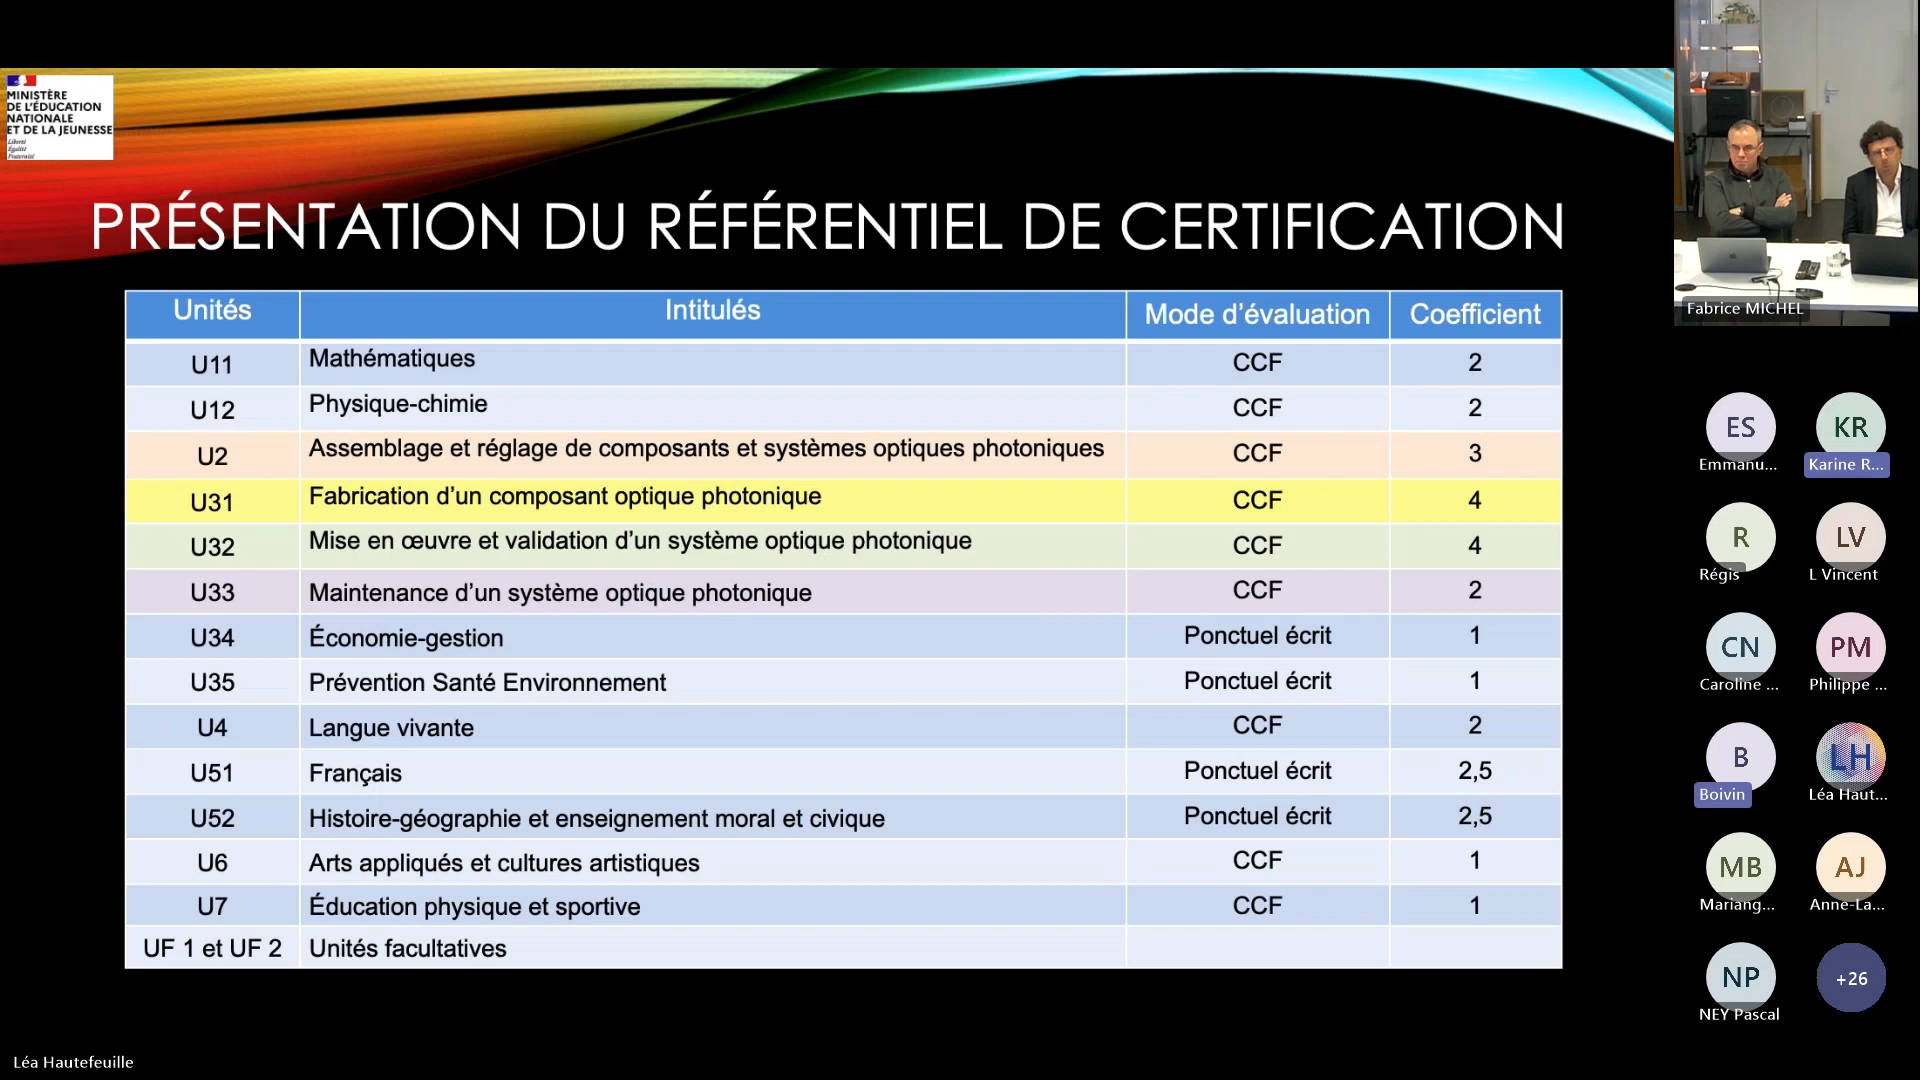 MINISTÈRE
DE L'ÉDUCATION
NATIONALE
ET DE LA JEUNESSE
Liberté
Égalité
Fraternité
PRÉSENTATION DU RÉFÉRENTIEL DE CERTIFICATION
Unités Intitulés Mode d'évaluation Coefficient
U11 Mathématiques CCF 2
U12 Physique-chimie CCF 2
U2 Assemblage et réglage de composants et systèmes optiques photoniques CCF 3
U31 Fabrication d'un composant optique photonique CCF 4
U32 Mise en œuvre et validation d'un système optique photonique CCF 4
U33 Maintenance d'un système optique photonique CCF 2
U34 Économie-gestion Ponctuel écrit 1
U35 Prévention Santé Environnement Ponctuel écrit 1
U4 Langue vivante CCF 2
U51 Français Ponctuel écrit 2,5
U52 Histoire-géographie et enseignement moral et civique Ponctuel écrit 2,5
U6 Arts appliqués et cultures artistiques CCF 1
U7 Éducation physique et sportive CCF 1
UF 1 et UF 2 Unités facultatives
Léa Hautefeuille
Fabrice MICHEL
ES KR
Emmanu... Karine R...
R LV
Régis L Vincent
CN PM
Caroline ... Philippe ...
B LH
Boivin Léa Haut...
MB AJ
Mariang... Anne-La...
NP +26
NEY Pascal